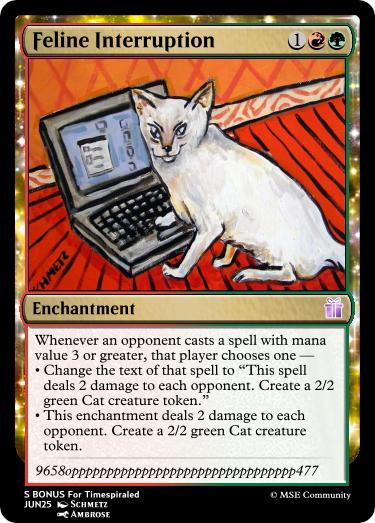 Feline Interruption 1
Enchantment
Whenever an opponent casts a spell with mana
value 3 or greater, that player chooses one —
• Change the text of that spell to “This spell
deals 2 damage to each opponent. Create a 2/2
green Cat creature token.”
• This enchantment deals 2 damage to each
opponent. Create a 2/2 green Cat creature
token.
9658opppppppppppppppppppppppppppppppp477
S BONUS For Timespiraled
JUN25 Schmetz © MSE Community
Ambrose